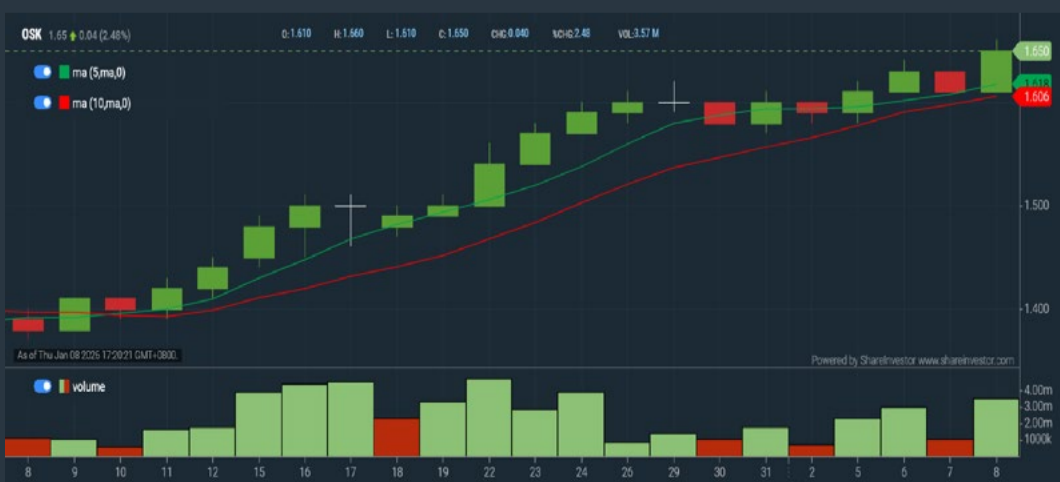 OSK 1.65 0.04 (2.48%) O:1.610 H:1.660 L:1.610 C:1.650 CHG:0.040 %CHG:2.48 VOL:3.57 M
1.650
ma (5,ma,0)
1.618
ma (10,ma,0)
1.606
1.500
1.400
As of Thu Jan 08 2026 17:20:21 GMT+0800.
Powered by ShareInvestor www.shareinvestor.com
volume
4.00m
3.00m
2.00m
1000k
8 9 10 11 12 15 16 17 18 19 22 23 24 26 29 30 31 2 5 6 7 8